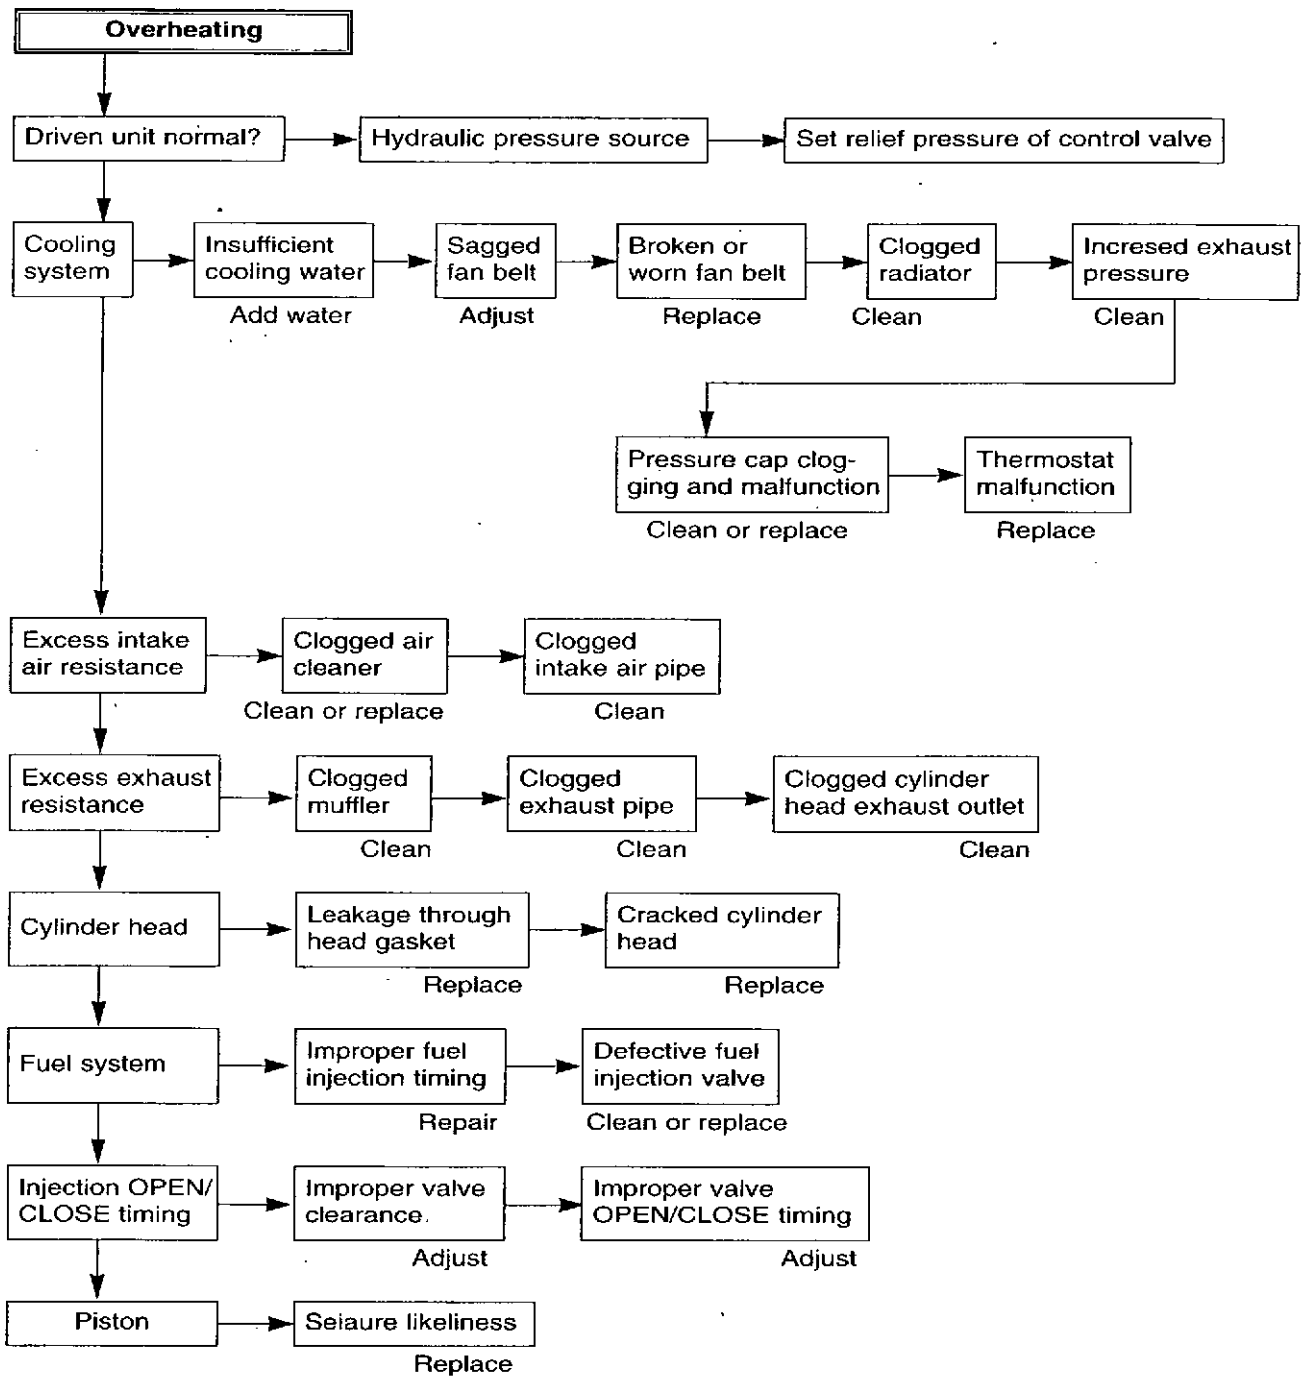 Overheating
Driven unit normal?
Hydraulic pressure source
Set relief pressure of control valve
Cooling
system
Insufficient
cooling water
Add water
Sagged
fan belt
Adjust
Broken or
worn fan belt
Replace
Clogged
radiator
Clean
Incresed exhaust
pressure
Clean
Pressure cap clog-
ging and malfunction
Clean or replace
Thermostat
malfunction
Replace
Excess intake
air resistance
Clogged air
cleaner
Clean or replace
Clogged
intake air pipe
Clean
Excess exhaust
resistance
Clogged
muffler
Clean
Clogged
exhaust pipe
Clean
Clogged cylinder
head exhaust outlet
Clean
Cylinder head
Leakage through
head gasket
Replace
Cracked cylinder
head
Replace
Fuel system
Improper fuel
injection timing
Repair
Defective fuel
injection valve
Clean or replace
Injection OPEN/
CLOSE timing
Improper valve
clearance.
Adjust
Improper valve
OPEN/CLOSE timing
Adjust
Piston
Seiaure likeliness
Replace